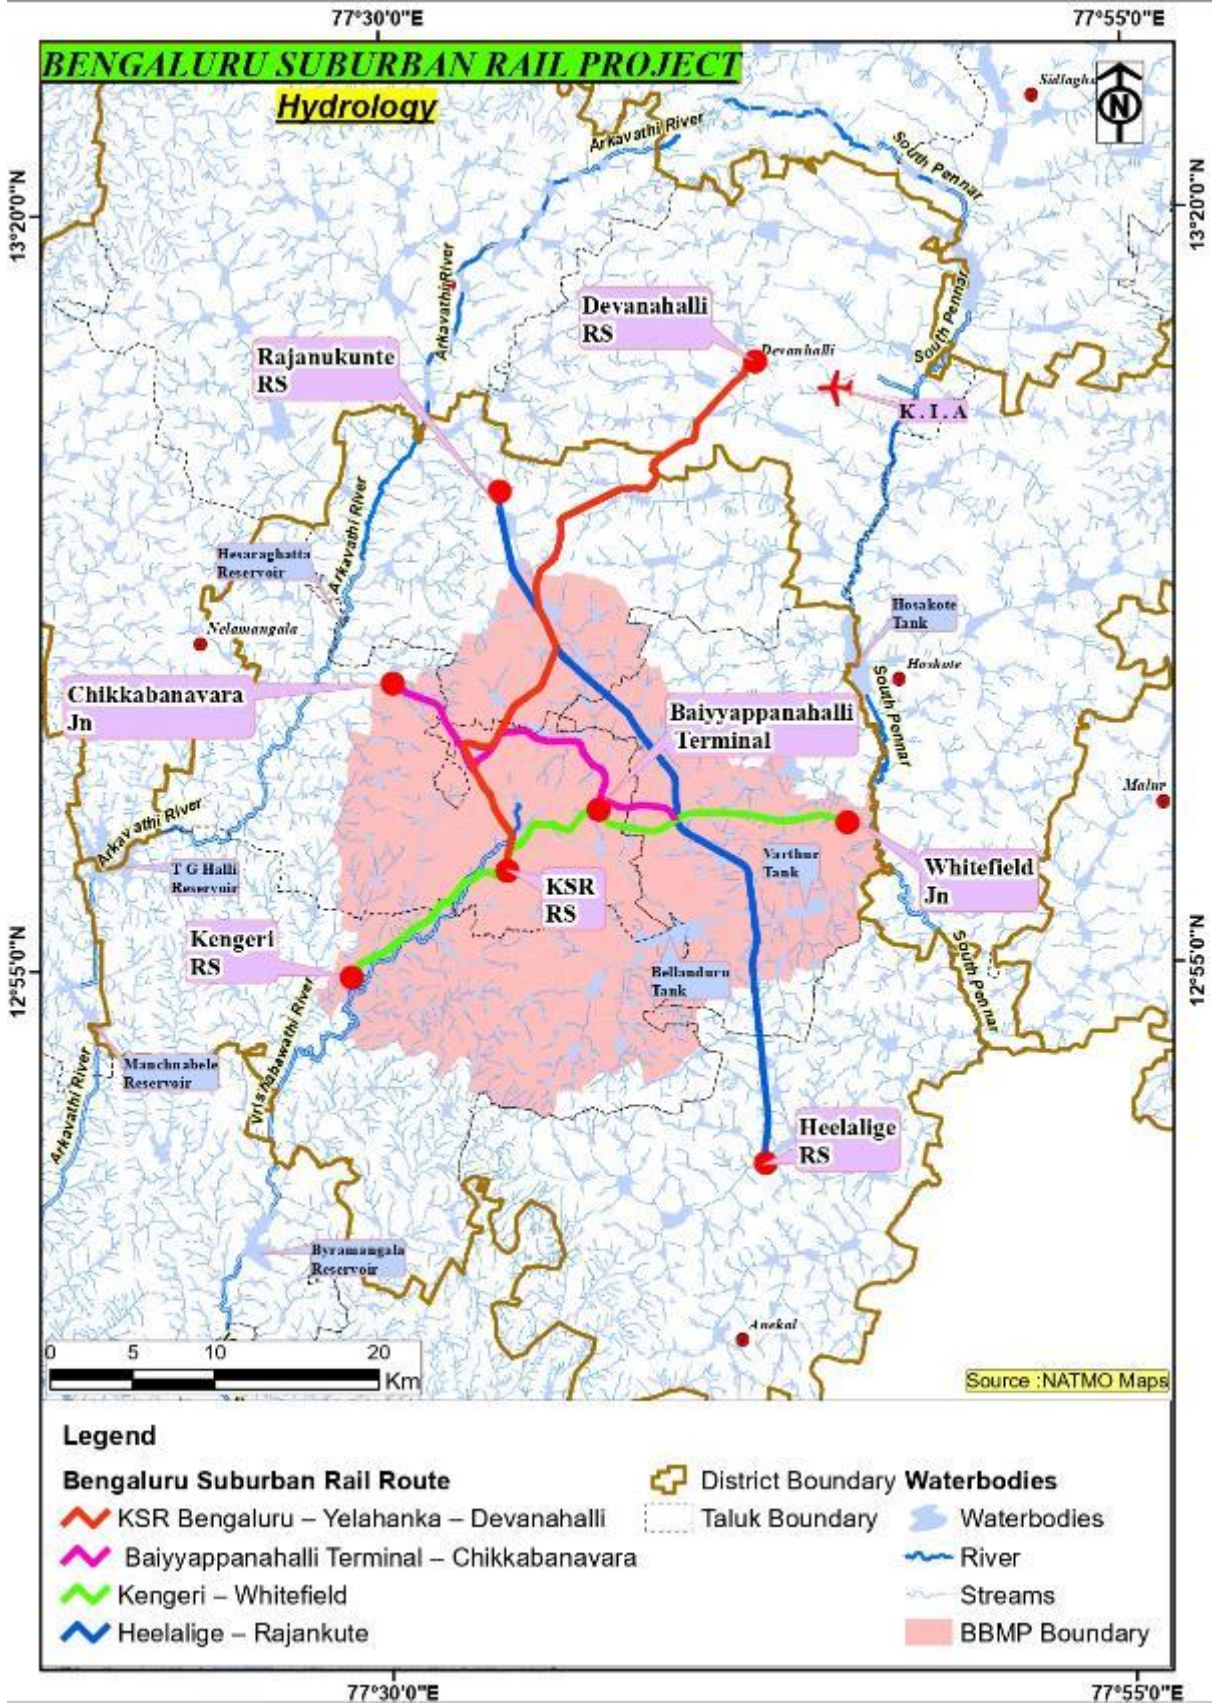 77°30'0"E
77°55'0"E
BENGALURU SUBURBAN RAIL PROJECT
Hydrology
Arkavathi River
South Pennar
N
13°20'0"N
13°20'0"N
Arkavathi River
South Pennar
Devanahalli
RS
Devanhalli
Rajanukunte
RS
K.I.A
Arkavathi River
Hesaraghatta
Reservoir
Hosakote
Tank
Nelamangala
Hoskote
South Pennar
Chikkabanavara
Jn
Baiyyappanahalli
Terminal
Malur
Arkavathi River
T G Halli
Reservoir
Varthur
Tank
Whitefield
Jn
KSR
RS
Kengeri
RS
South Pennar
12°55'0"N
12°55'0"N
Bellanduru
Tank
Vrishabawathi River
Manchnabele
Reservoir
Arkavathi River
Heelalige
RS
Byramangala
Reservoir
Anekal
0 5 10 20
Km
Source :NATMO Maps
Legend
Bengaluru Suburban Rail Route
KSR Bengaluru – Yelahanka – Devanahalli
Baiyyappanahalli Terminal – Chikkabanavara
Kengeri – Whitefield
Heelalige – Rajankute
District Boundary
Taluk Boundary
Waterbodies
Waterbodies
River
Streams
BBMP Boundary
77°30'0"E
77°55'0"E